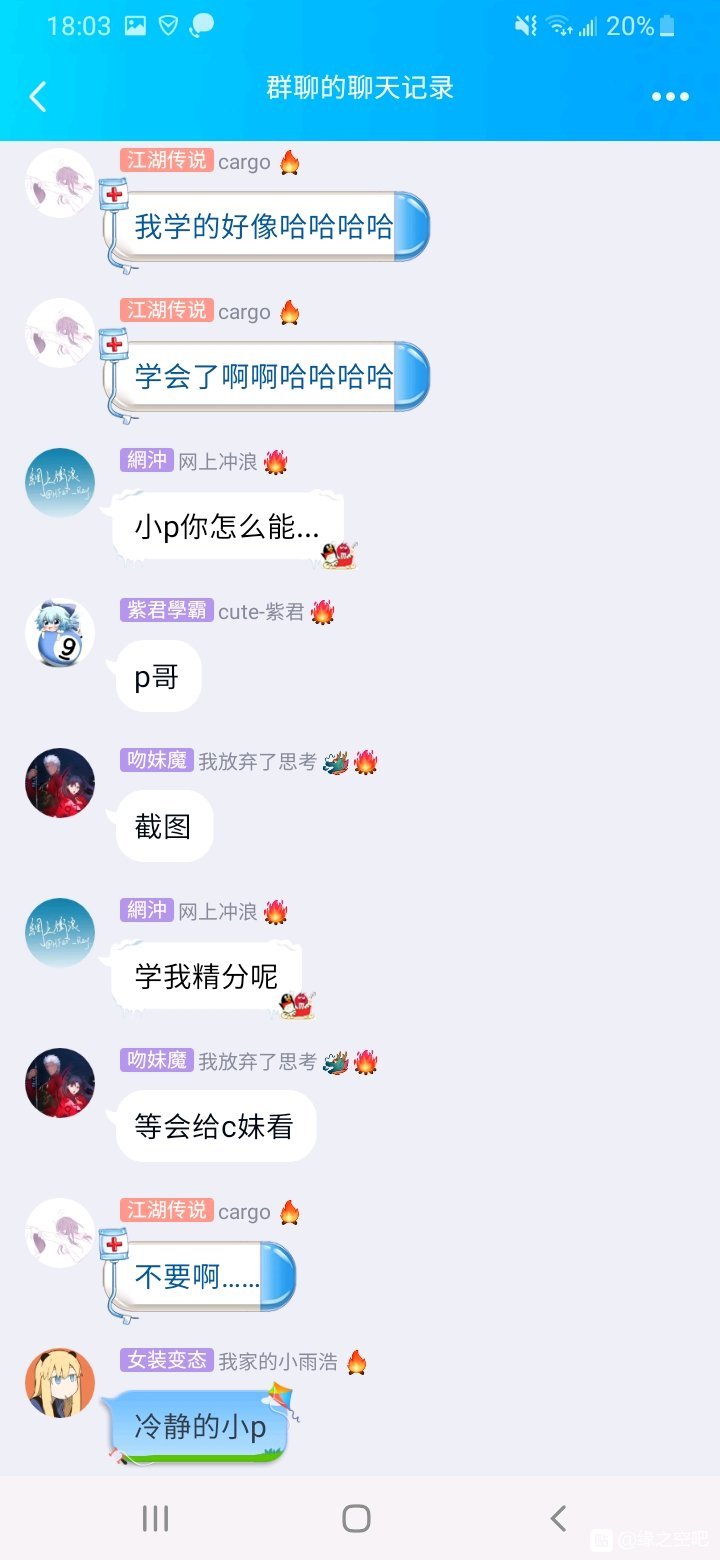 18:03
20%
群聊的聊天记录
江湖传说 cargo
我学的好像哈哈哈哈
江湖传说 cargo
学会了啊啊哈哈哈哈
網沖 网上冲浪
小p你怎么能...
紫君學霸 cute-紫君
9
p哥
吻妹魔 我放弃了思考
截图
網沖 网上冲浪
学我精分呢
吻妹魔 我放弃了思考
等会给c妹看
江湖传说 cargo
不要啊……
女装变态 我家的小雨浩
冷静的小p
贴 @缘之空吧